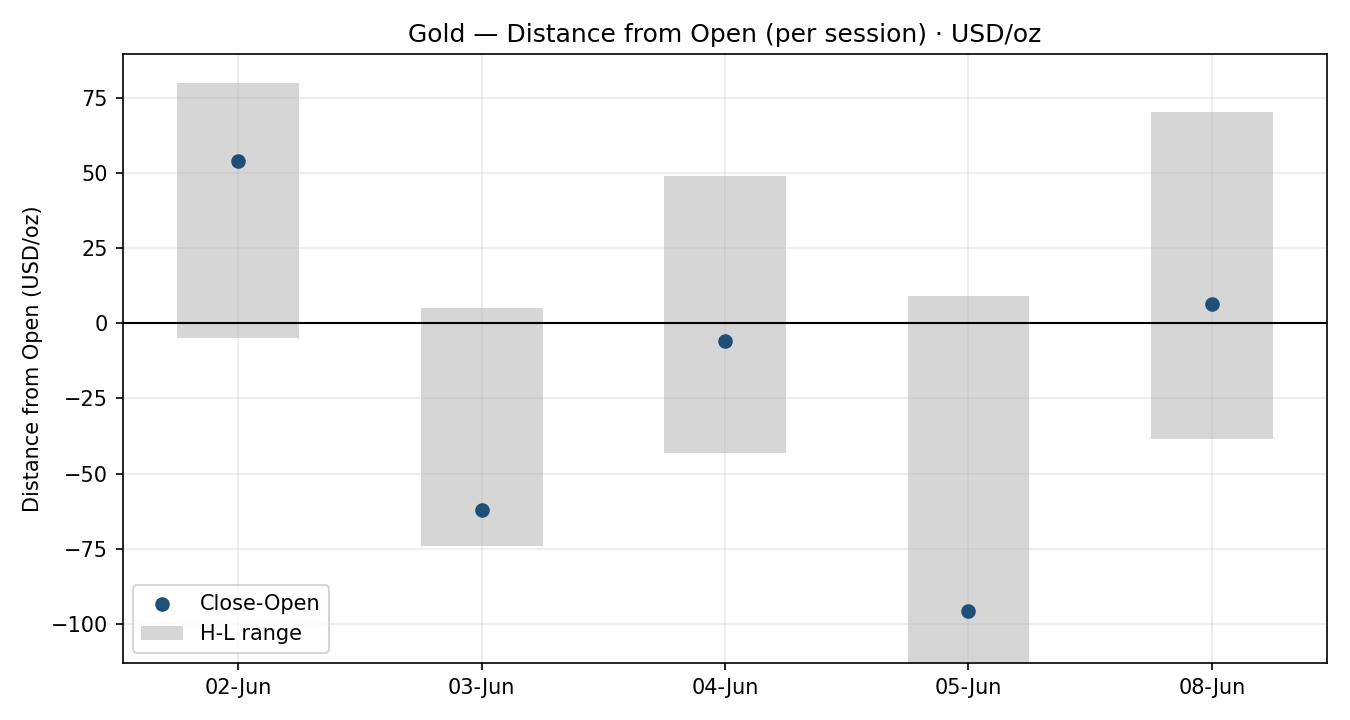 Gold — Distance from Open (per session) · USD/oz
Distance from Open (USD/oz)
75
50
25
0
−25
−50
−75
−100
Close-Open
H-L range
02-Jun
03-Jun
04-Jun
05-Jun
08-Jun